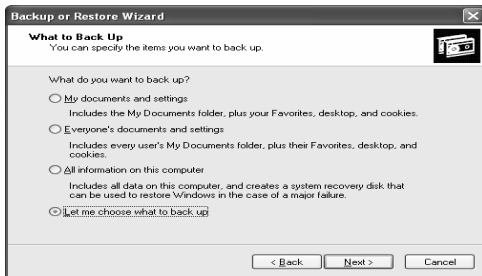 Backup or Restore Wizard
What to Back Up
You can specify the items you want to back up.
What do you want to back up?
My documents and settings
Includes the My Documents folder, plus your Favorites, desktop, and cookies.
Everyone's documents and settings
Includes every user's My Documents folder, plus their Favorites, desktop, and
cookies.
All information on this computer
Includes all data on this computer, and creates a system recovery disk that
can be used to restore Windows in the case of a major failure.
Let me choose what to back up
< Back Next > Cancel